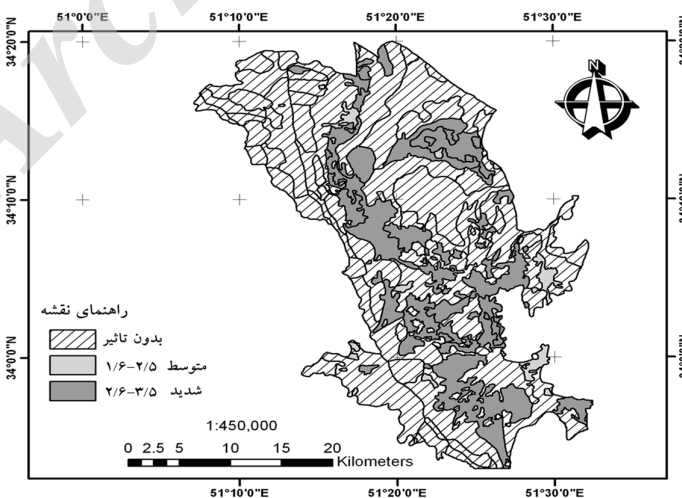 51°0'0"E 51°10'0"E 51°20'0"E 51°30'0"E
34°20'0"N
34°10'0"N
34°0'0"N
N
راهنمای نقشه
بدون تاثیر
متوسط ۱/۶-۲/۵
شدید ۲/۶-۳/۵
1:450,000
0 2.5 5 10 15 20
Kilometers
51°10'0"E 51°20'0"E 51°30'0"E